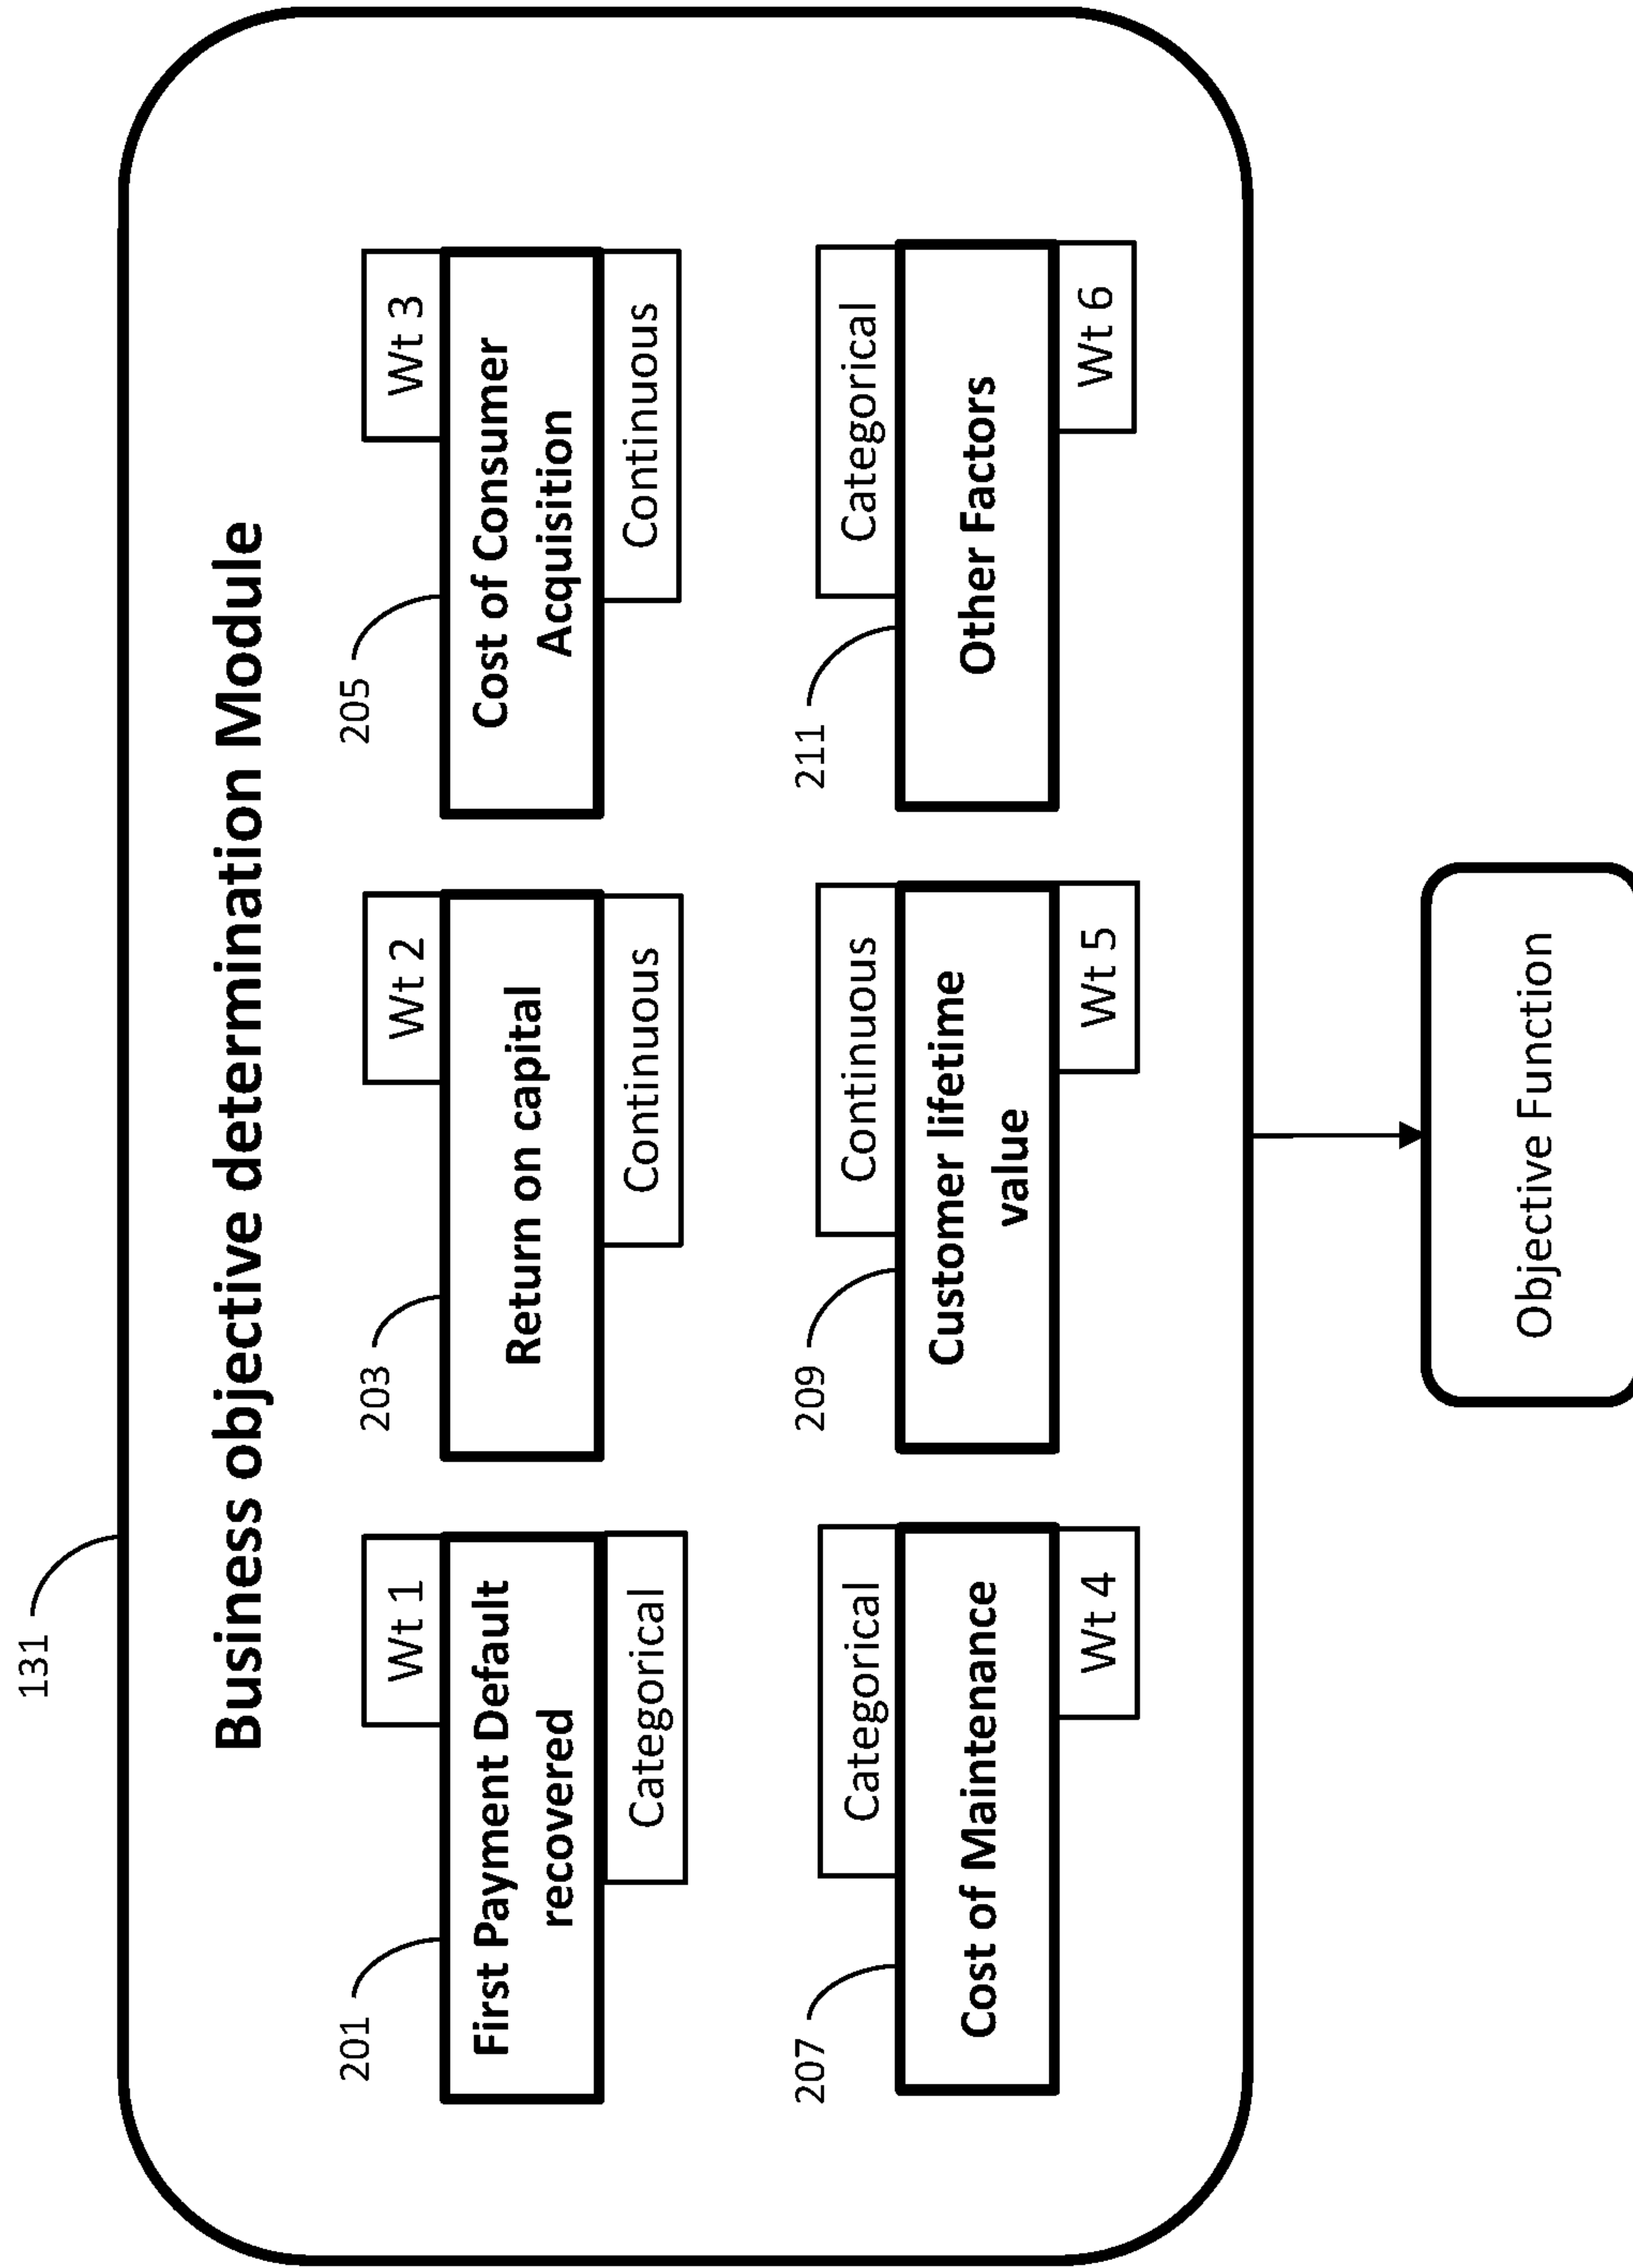 131
Business objective determination Module
201
Wt 1
First Payment Default
recovered
Categorical
203
Wt 2
Return on capital
Continuous
205
Wt 3
Cost of Consumer
Acquisition
Continuous
207
Categorical
Cost of Maintenance
Wt 4
209
Continuous
Customer lifetime
value
Wt 5
211
Categorical
Other Factors
Wt 6
Objective Function